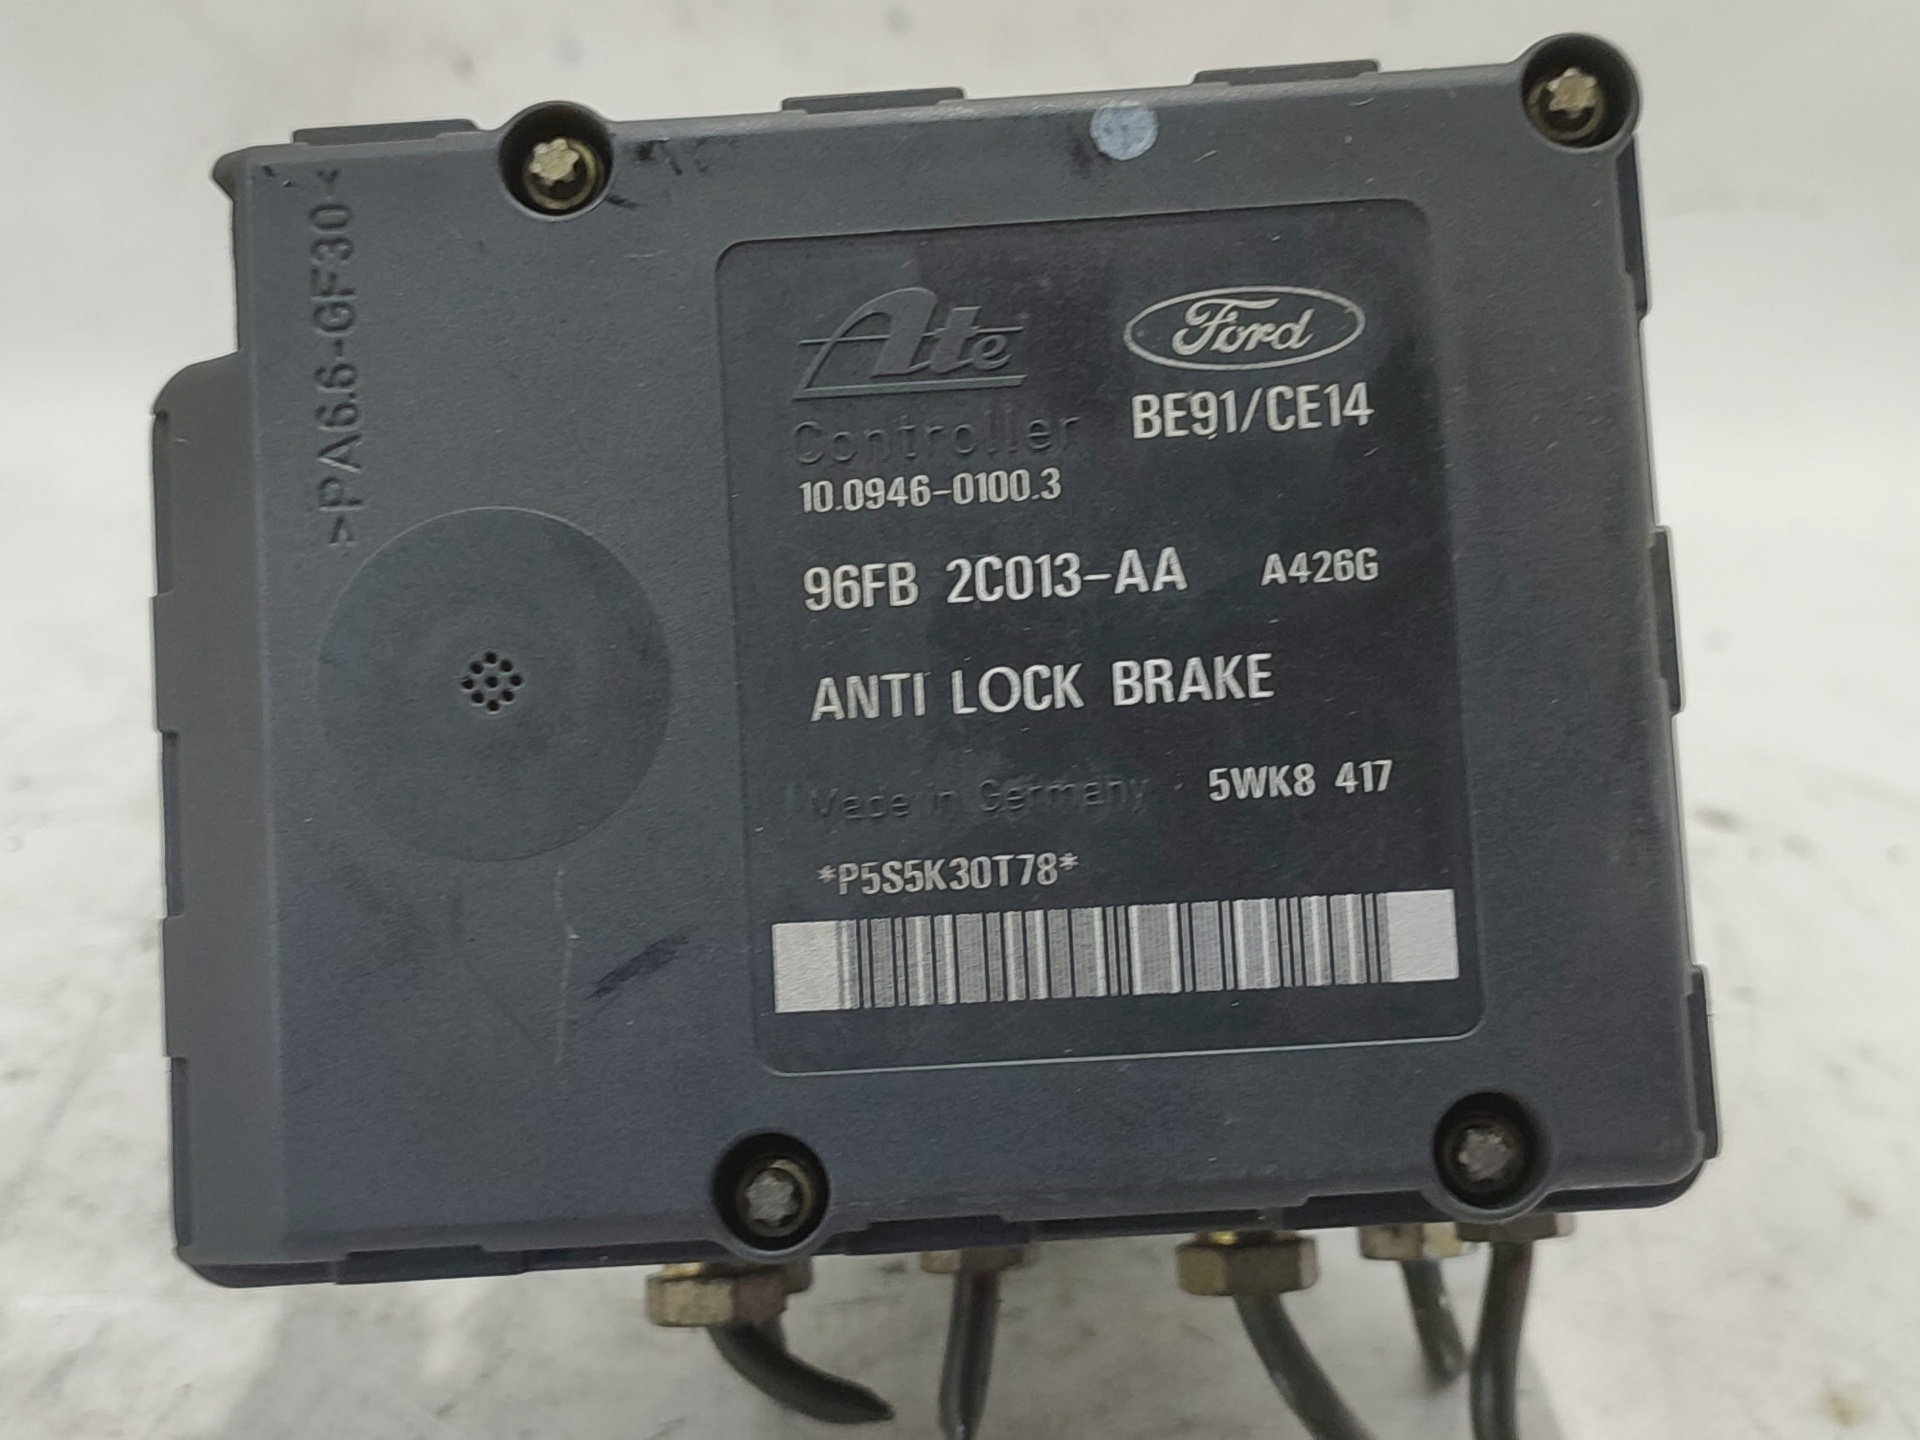 >PA6.6-GF30<
Ate
Ford
Controller
BE91/CE14
10.0946-0100.3
96FB 2C013-AA A426G
ANTI LOCK BRAKE
Made in Germany 5WK8 417
*P5S5K30T78*